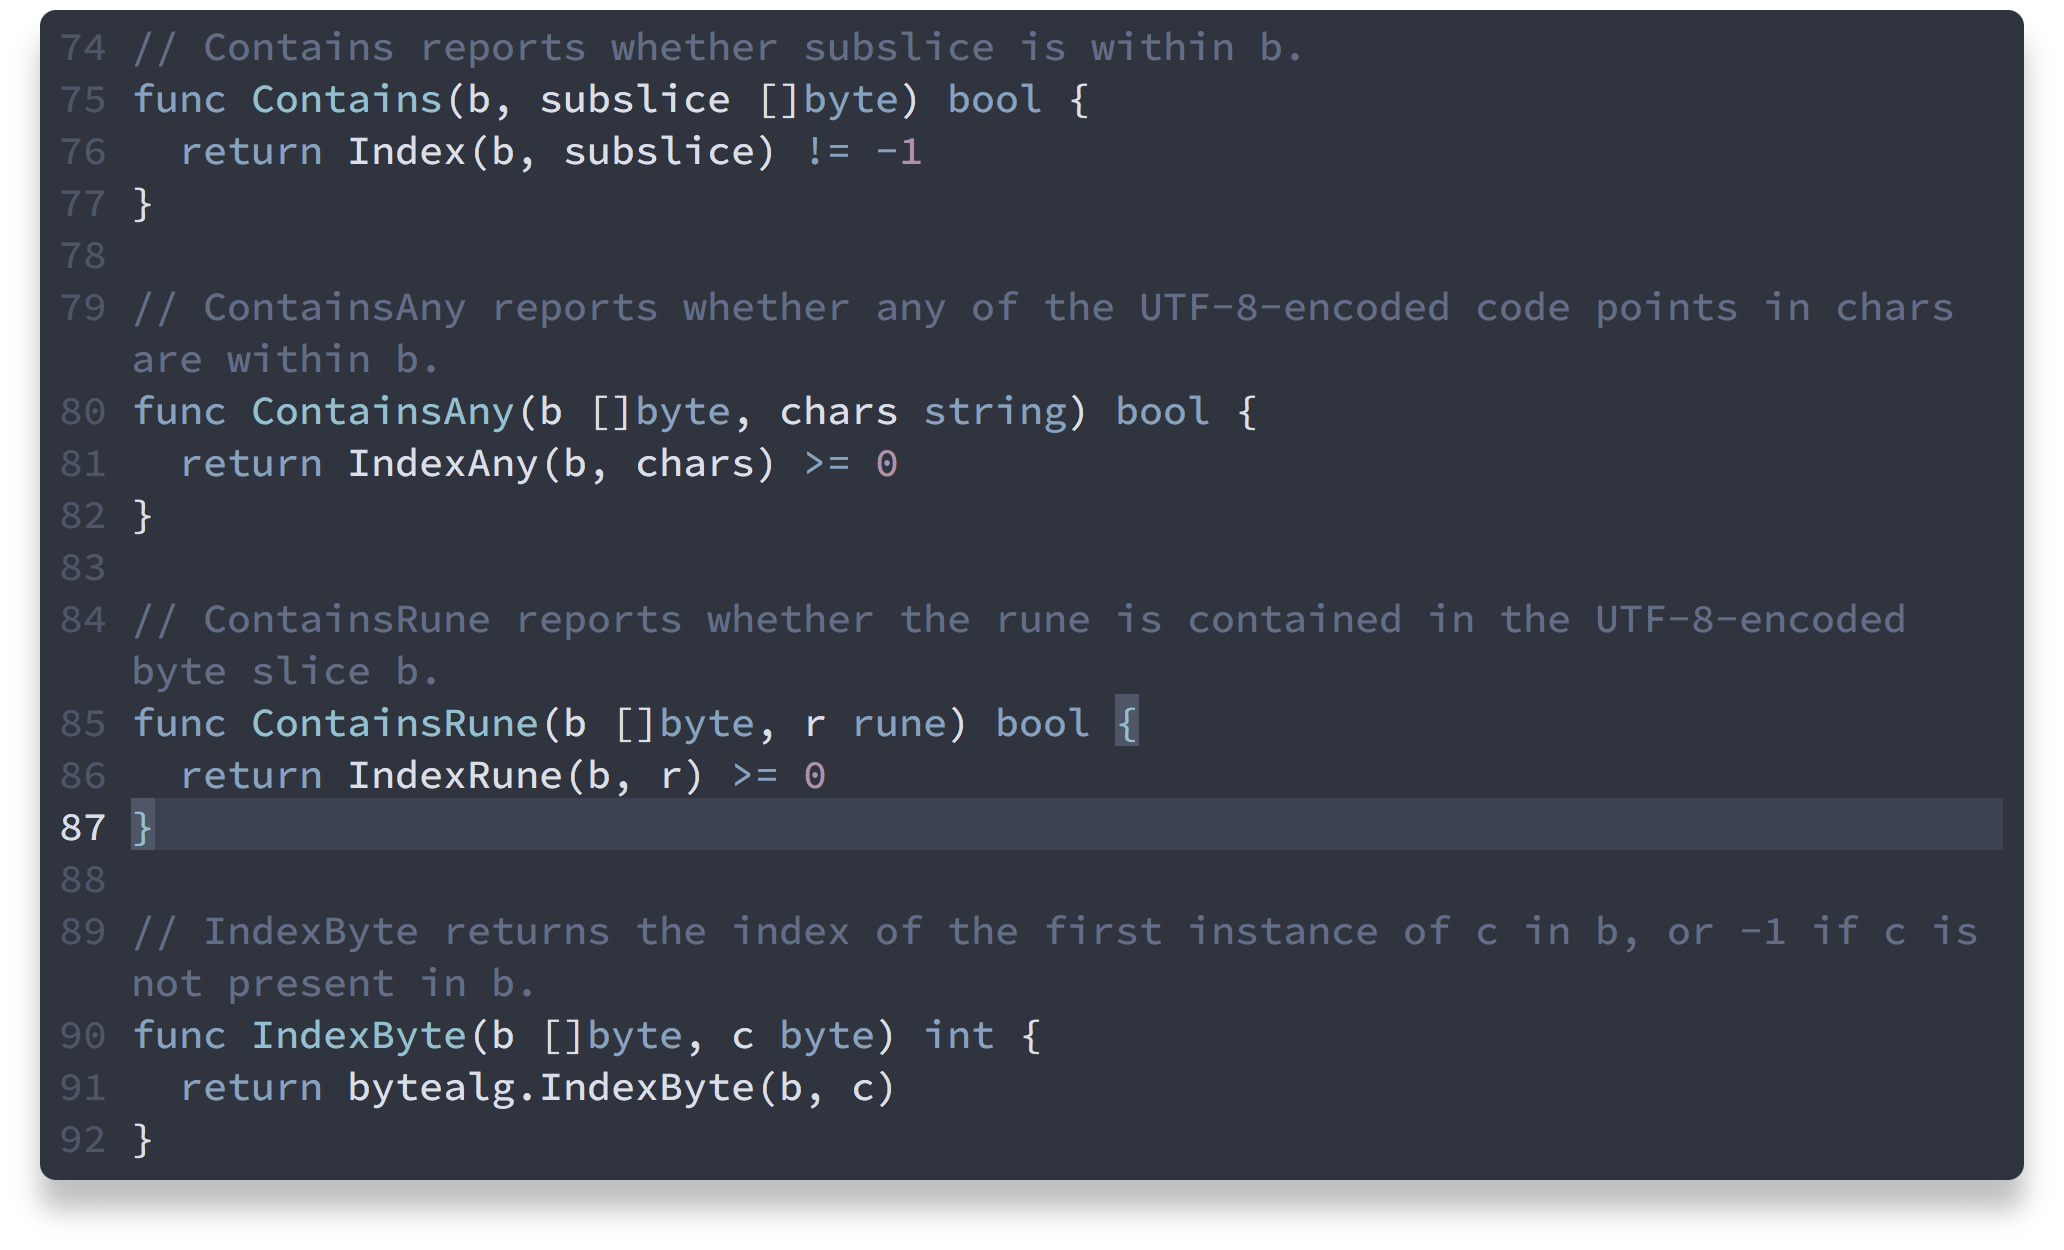 74 // Contains reports whether subslice is within b.
75 func Contains(b, subslice []byte) bool {
76   return Index(b, subslice) != -1
77 }
78
79 // ContainsAny reports whether any of the UTF-8-encoded code points in chars
are within b.
80 func ContainsAny(b []byte, chars string) bool {
81   return IndexAny(b, chars) >= 0
82 }
83
84 // ContainsRune reports whether the rune is contained in the UTF-8-encoded
byte slice b.
85 func ContainsRune(b []byte, r rune) bool {
86   return IndexRune(b, r) >= 0
87 }
88
89 // IndexByte returns the index of the first instance of c in b, or -1 if c is
not present in b.
90 func IndexByte(b []byte, c byte) int {
91   return bytealg.IndexByte(b, c)
92 }